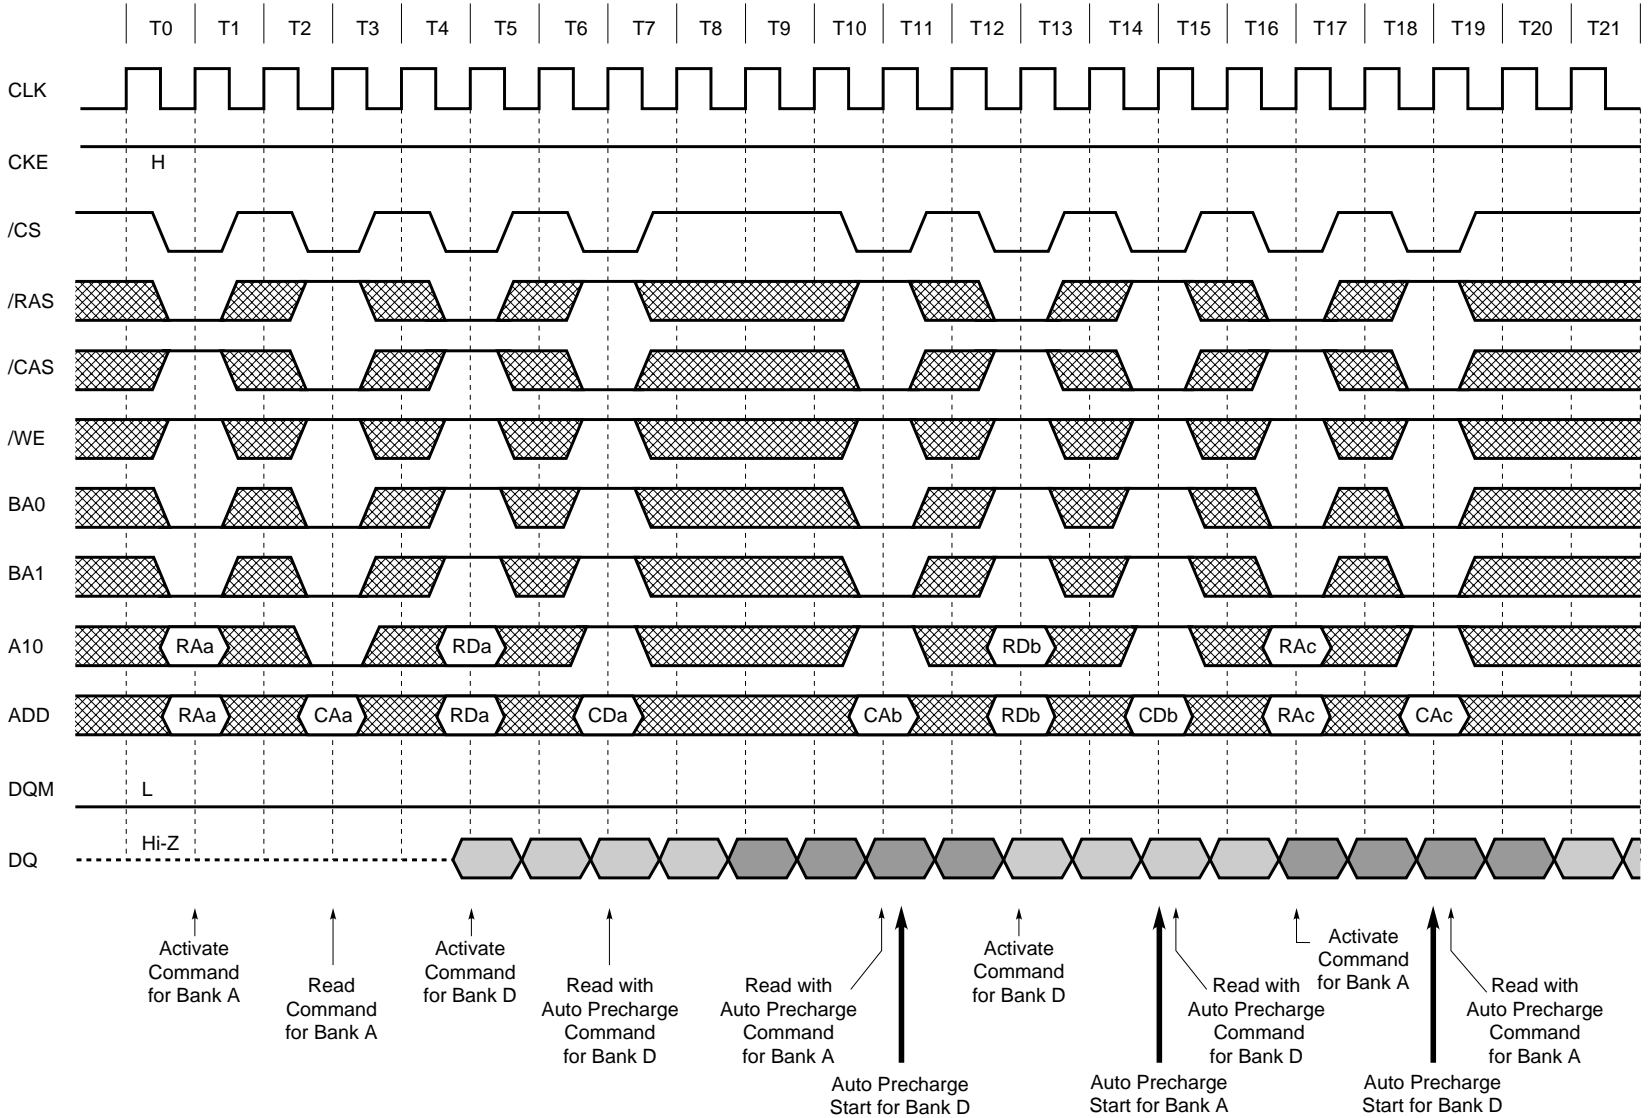 T0 T1 T2 T3 T4 T5 T6 T7 T8 T9 T10 T11 T12 T13 T14 T15 T16 T17 T18 T19 T20 T21
CLK
CKE H
/CS
/RAS
/CAS
/WE
BA0
BA1
A10 RAa RDa RDb RAc
ADD RAa CAa RDa CDa CAb RDb CDb RAc CAc
DQM L
DQ Hi-Z
Activate
Command
for Bank A
Read
Command
for Bank A
Activate
Command
for Bank D
Read with
Auto Precharge
Command
for Bank D
Read with
Auto Precharge
Command
for Bank A
Auto Precharge
Start for Bank D
Activate
Command
for Bank D
Auto Precharge
Start for Bank A
Read with
Auto Precharge
Command
for Bank D
Activate
Command
for Bank A
Auto Precharge
Start for Bank D
Read with
Auto Precharge
Command
for Bank A